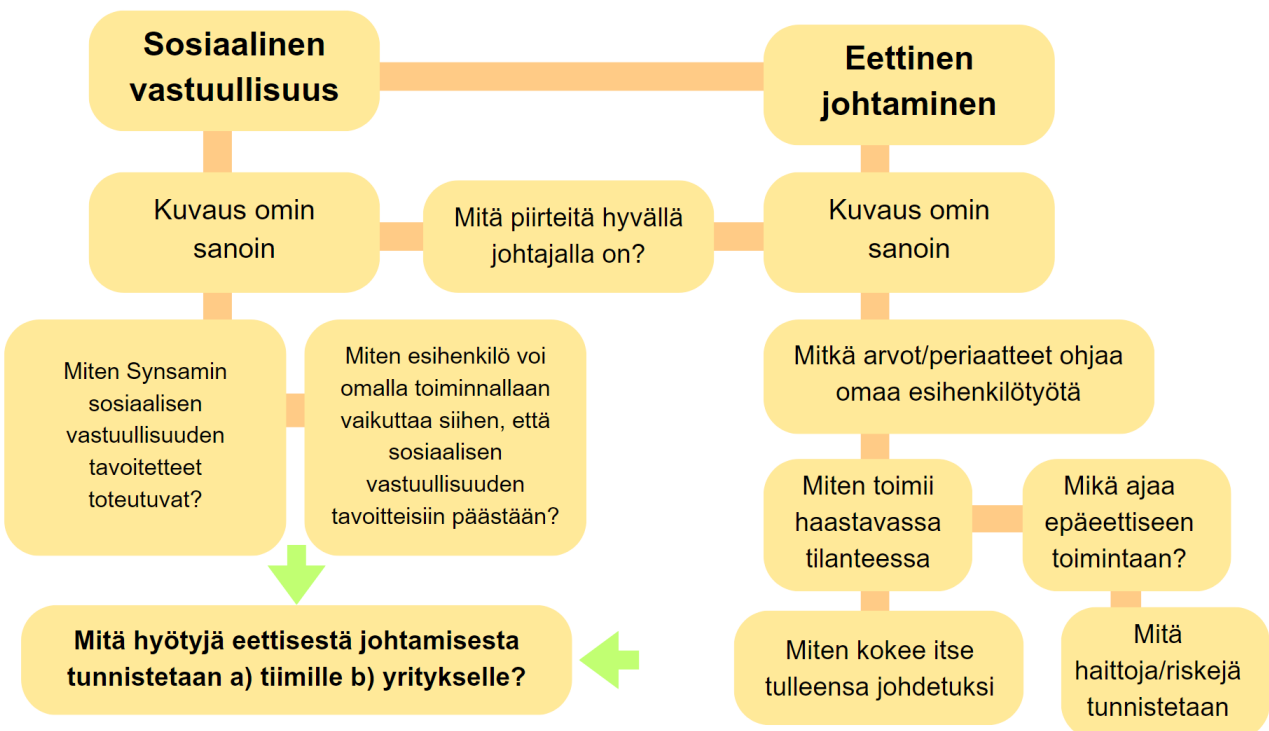 Sosiaalinen
vastuullisuus
Eettinen
johtaminen
Kuvaus omin
sanoin
Mitä piirteitä hyvällä
johtajalla on?
Kuvaus omin
sanoin
Miten Synsamin
sosiaalisen
vastuullisuuden
tavoitetteet
toteutuvat?
Miten esihenkilö voi
omalla toiminnallaan
vaikuttaa siihen, että
sosiaalisen
vastuullisuuden
tavoitteisiin päästään?
Mitkä arvot/periaatteet ohjaa
omaa esihenkilötyötä
Miten toimii
haastavassa
tilanteessa
Mikä ajaa
epäeettiseen
toimintaan?
Mitä hyötyjä eettisestä johtamisesta
tunnistetaan a) tiimille b) yritykselle?
Miten kokee itse
tulleensa johdetuksi
Mitä
haittoja/riskejä
tunnistetaan